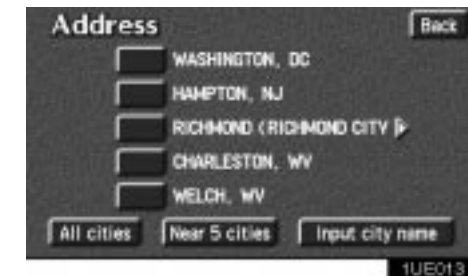 Address Back
WASHINGTON, DC
HAMPTON, NJ
RICHMOND (RICHMOND CITY
CHARLESTON, WV
WELCH, WV
All cities Near 5 cities Input city name
1UE013